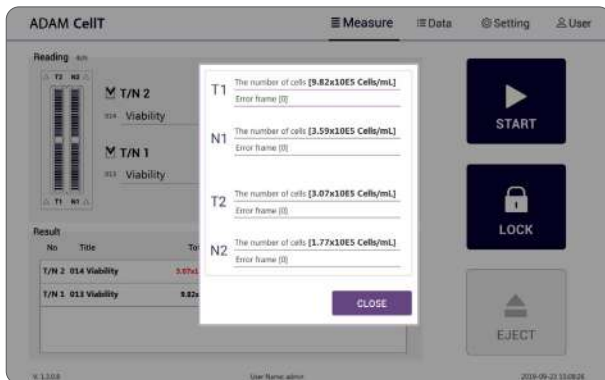 ADAM CellT
Measure
Data
Setting
User
Reading
T2 N2
T/N 2
014 Viability
T/N 1
013 Viability
T1 N1
T1 The number of cells [9.82x10E5 Cells/mL]
Error frame [0]
N1 The number of cells [3.59x10E5 Cells/mL]
Error frame [0]
T2 The number of cells [3.07x10E5 Cells/mL]
Error frame [0]
N2 The number of cells [1.77x10E5 Cells/mL]
Error frame [0]
CLOSE
START
LOCK
EJECT
Result
No Title
T/N 2 014 Viability
T/N 1 013 Viability
User Name: admin